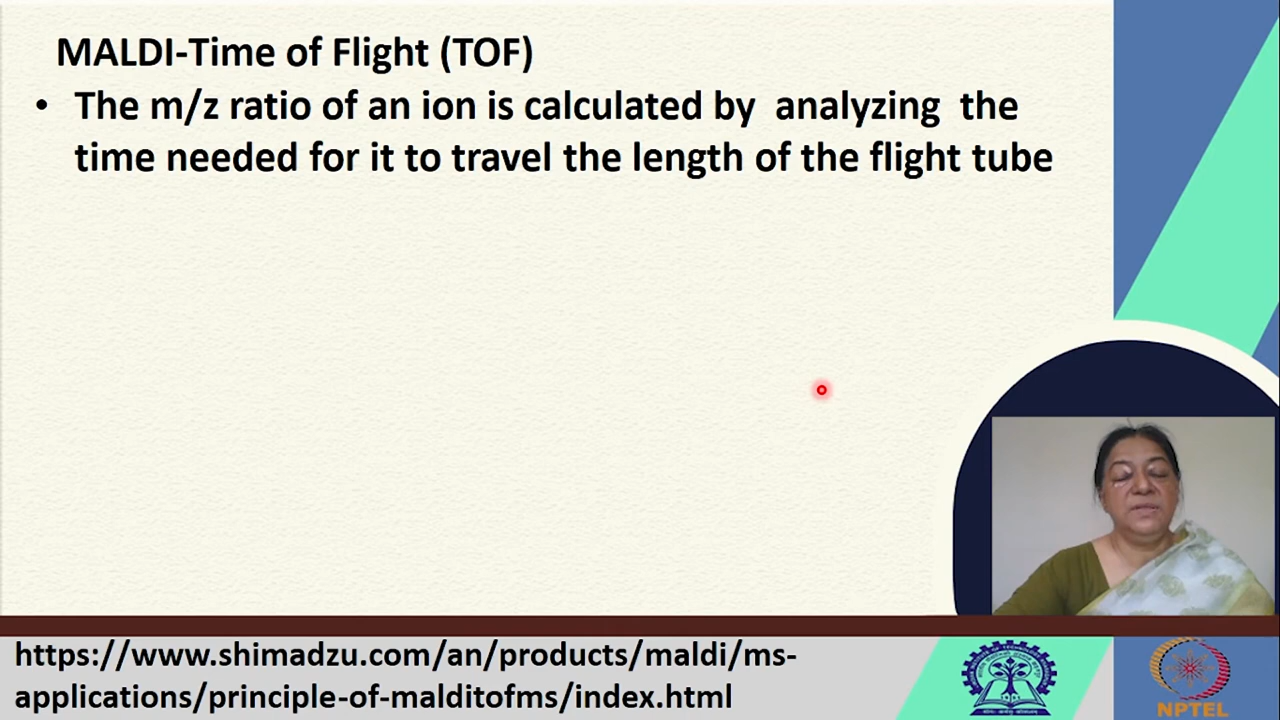 MALDI-Time of Flight (TOF)
• The m/z ratio of an ion is calculated by analyzing the
time needed for it to travel the length of the flight tube
https://www.shimadzu.com/an/products/maldi/ms-
applications/principle-of-malditofms/index.html
NPTEL